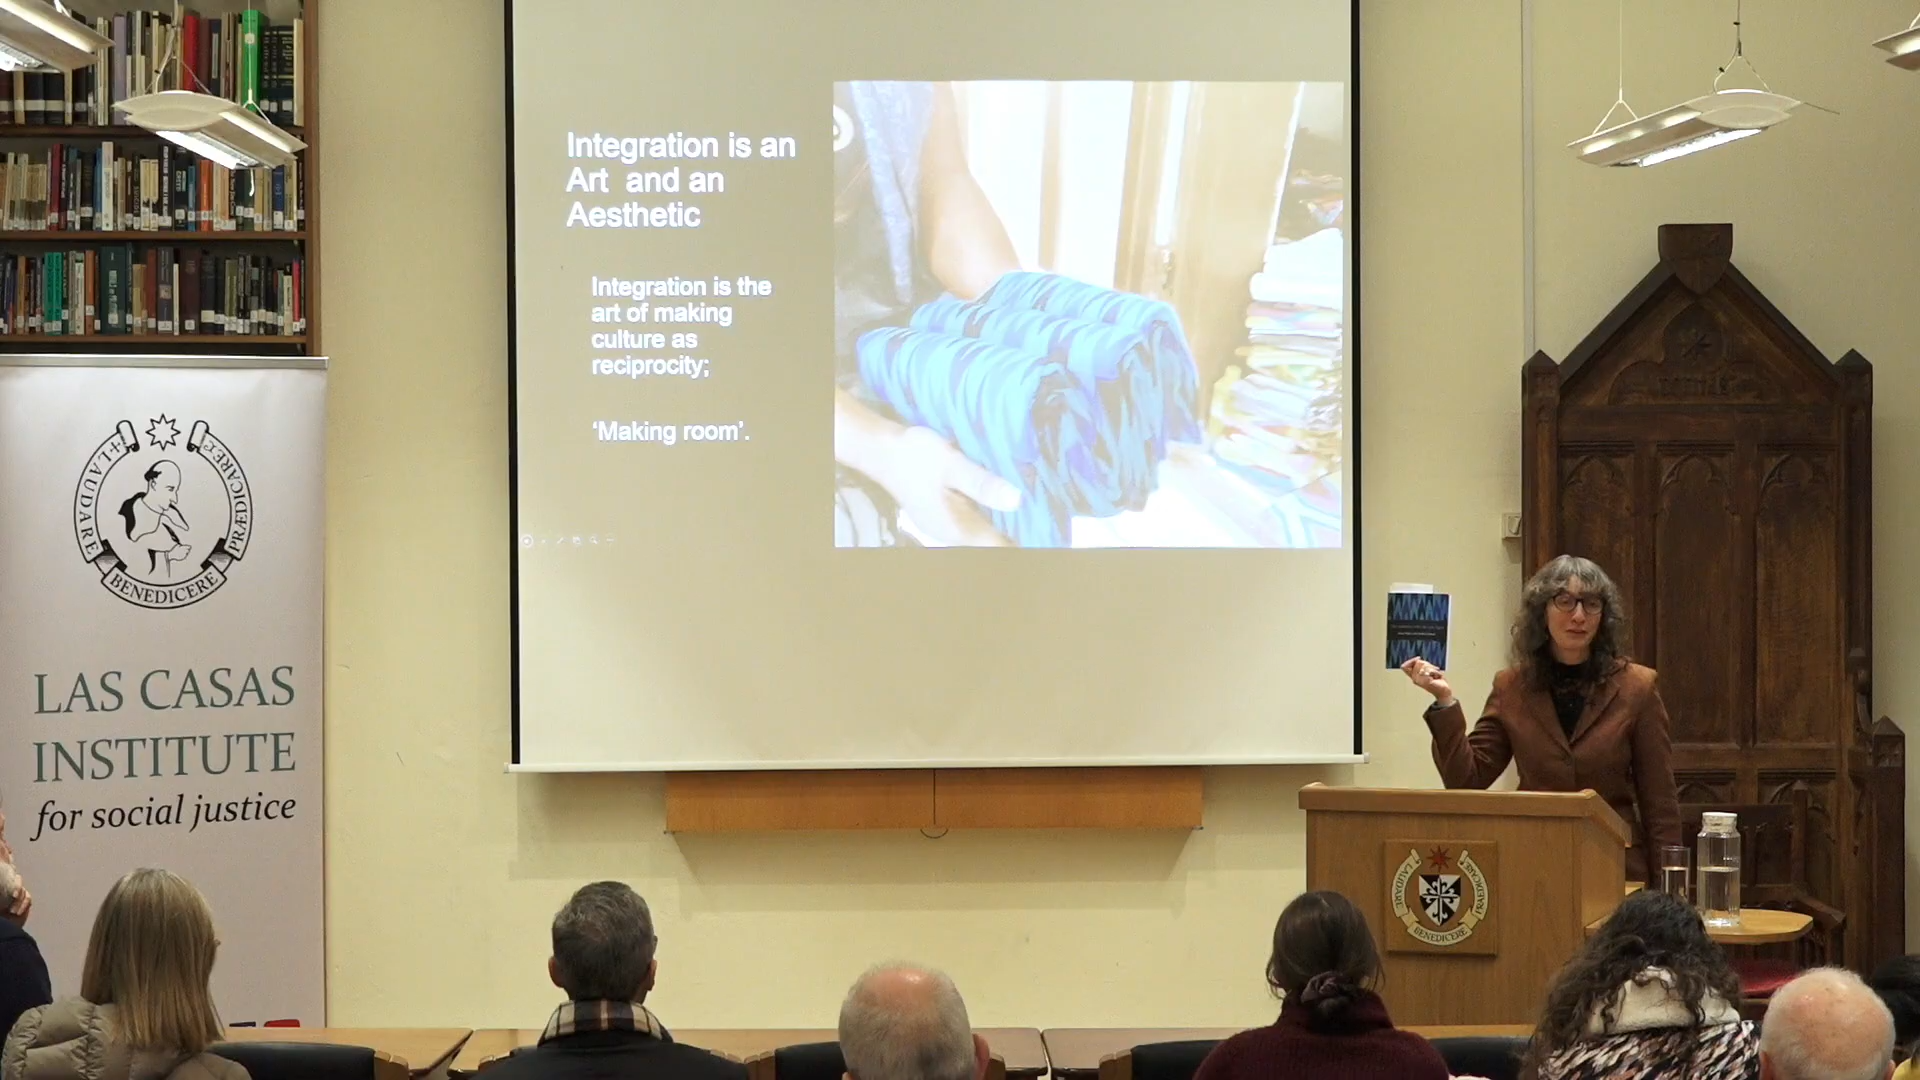 Integration is an
Art and an
Aesthetic
Integration is the
art of making
culture as
reciprocity;
‘Making room’.
LAUDARE
BENEDICERE
PRÆDICARE
LAS CASAS
INSTITUTE
for social justice
LAUDARE
BENEDICERE
PRÆDICARE